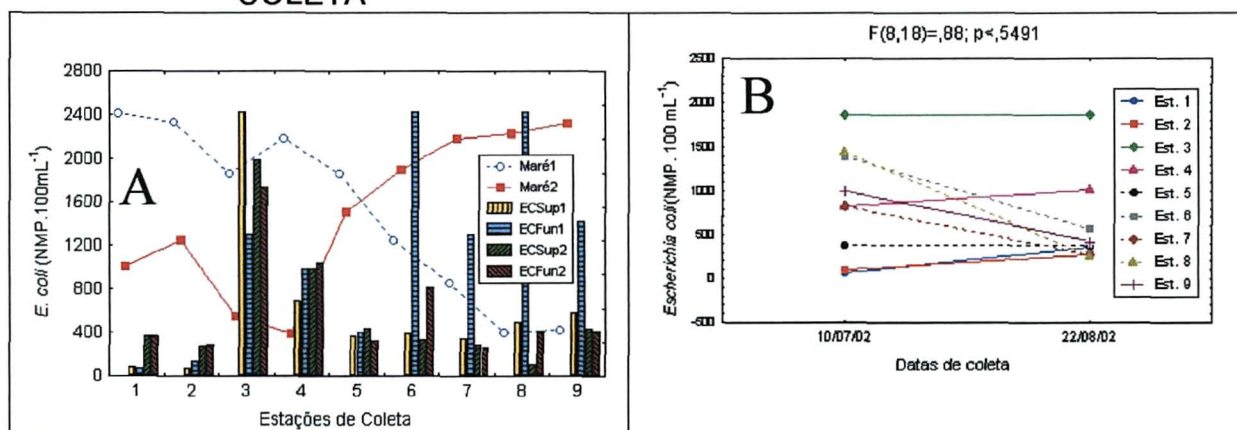 COLETA
A
E. coli (NMP.100mL⁻¹)
2800
2400
2000
1600
1200
800
400
0
1 2 3 4 5 6 7 8 9
Estações de Coleta
Maré1
Maré2
ECSup1
ECFun1
ECSup2
ECFun2
F(8,18)=,88; p<,5491
B
Escherichia coli (NMP. 100 mL⁻¹)
2500
2000
1500
1000
500
0
-500
10/07/02 22/08/02
Datas de coleta
Est. 1
Est. 2
Est. 3
Est. 4
Est. 5
Est. 6
Est. 7
Est. 8
Est. 9